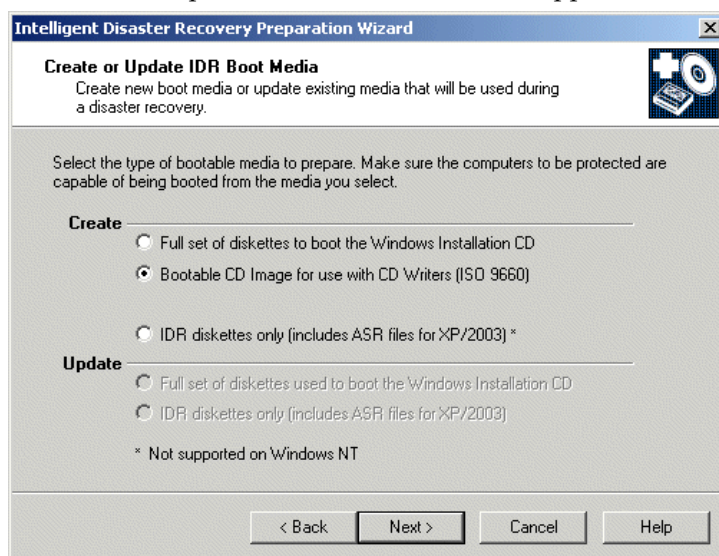 Intelligent Disaster Recovery Preparation Wizard
Create or Update IDR Boot Media
Create new boot media or update existing media that will be used during
a disaster recovery.
Select the type of bootable media to prepare. Make sure the computers to be protected are
capable of being booted from the media you select.
Create
Full set of diskettes to boot the Windows Installation CD
Bootable CD Image for use with CD Writers (ISO 9660)
IDR diskettes only (includes ASR files for XP/2003) *
Update
Full set of diskettes used to boot the Windows Installation CD
IDR diskettes only (includes ASR files for XP/2003)
* Not supported on Windows NT
< Back Next > Cancel Help